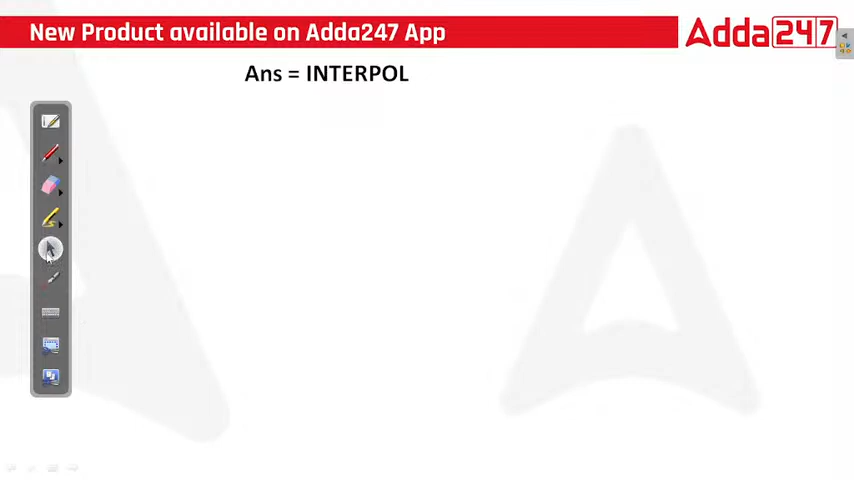 New Product available on Adda247 App
Adda247
Ans = INTERPOL